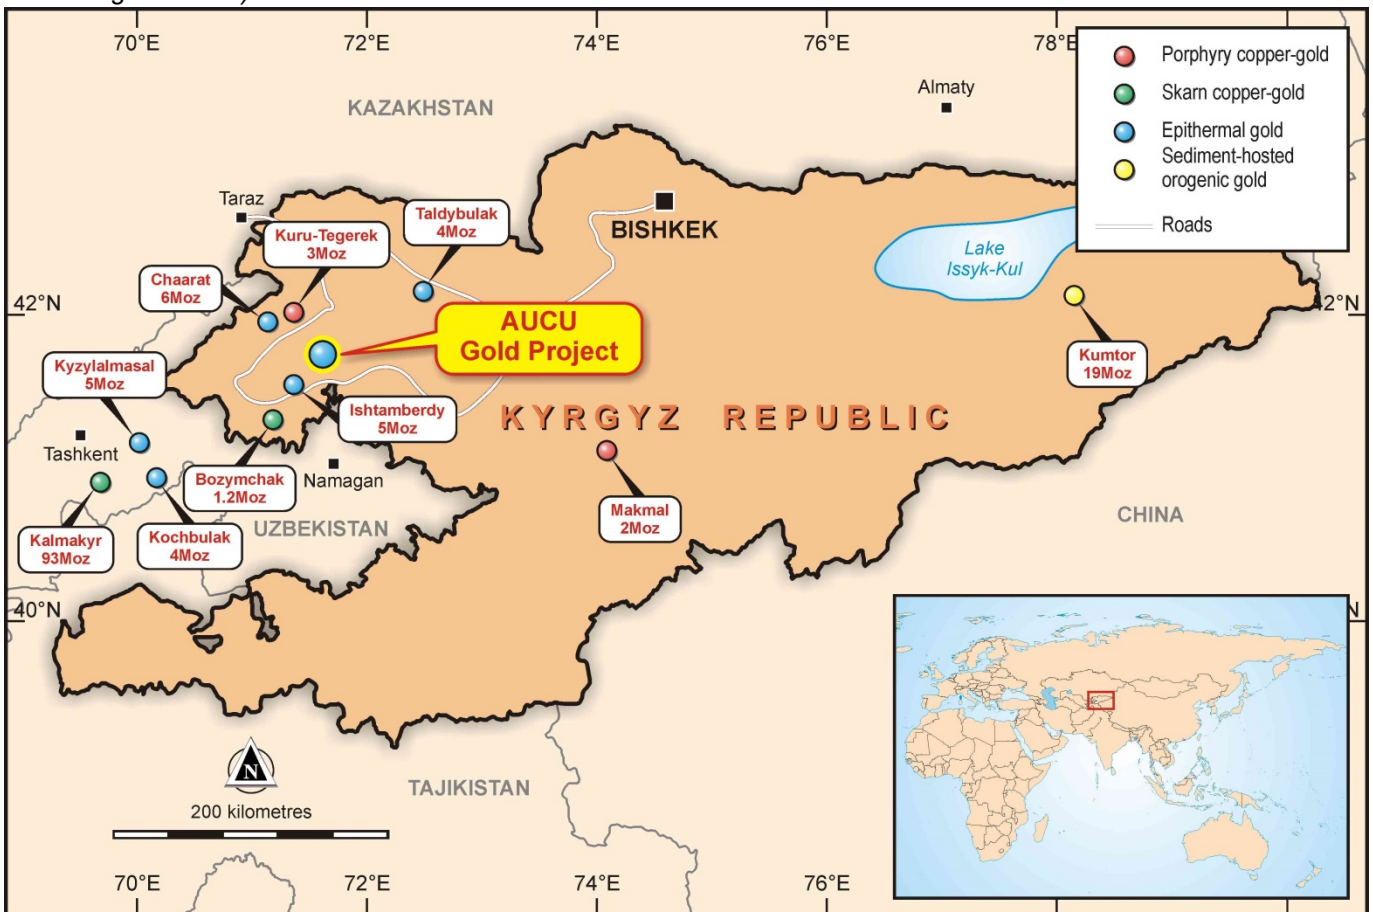 70°E
72°E
74°E
76°E
78°E
Porphyry copper-gold
Skarn copper-gold
Epithermal gold
Sediment-hosted
orogenic gold
Roads
KAZAKHSTAN
Almaty
Taraz
Taldybulak
4Moz
Kuru-Tegerek
3Moz
BISHKEK
Lake
Issyk-Kul
Chaarat
6Moz
42°N
42°N
AUCU
Gold Project
Kumtor
19Moz
Kyzylalmasal
5Moz
Ishtamberdy
5Moz
KYRGYZ REPUBLIC
Tashkent
Bozymchak
1.2Moz
Namagan
Makmal
2Moz
Kalmakyr
93Moz
Kochbulak
4Moz
UZBEKISTAN
CHINA
40°N
N
N
TAJIKISTAN
200 kilometres
70°E
72°E
74°E
76°E